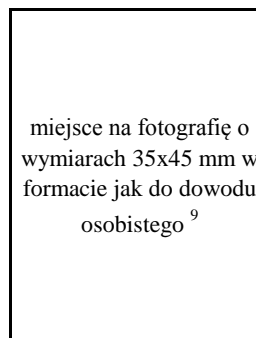 miejsce na fotografię o
wymiarach 35x45 mm w
formacie jak do dowodu
osobistego ⁹